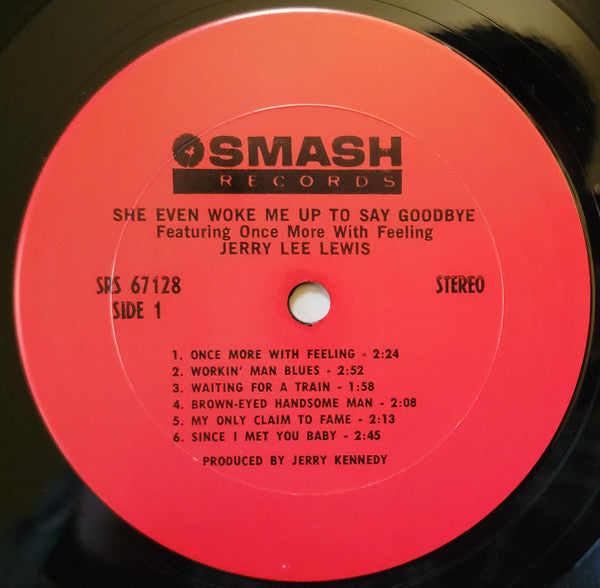 SMASH
RECORDS
SHE EVEN WOKE ME UP TO SAY GOODBYE
Featuring Once More With Feeling
JERRY LEE LEWIS
SRS 67128
STEREO
SIDE 1
1. ONCE MORE WITH FEELING - 2:24
2. WORKIN' MAN BLUES - 2:52
3. WAITING FOR A TRAIN - 1:58
4. BROWN-EYED HANDSOME MAN - 2:08
5. MY ONLY CLAIM TO FAME - 2:13
6. SINCE I MET YOU BABY - 2:45
PRODUCED BY JERRY KENNEDY